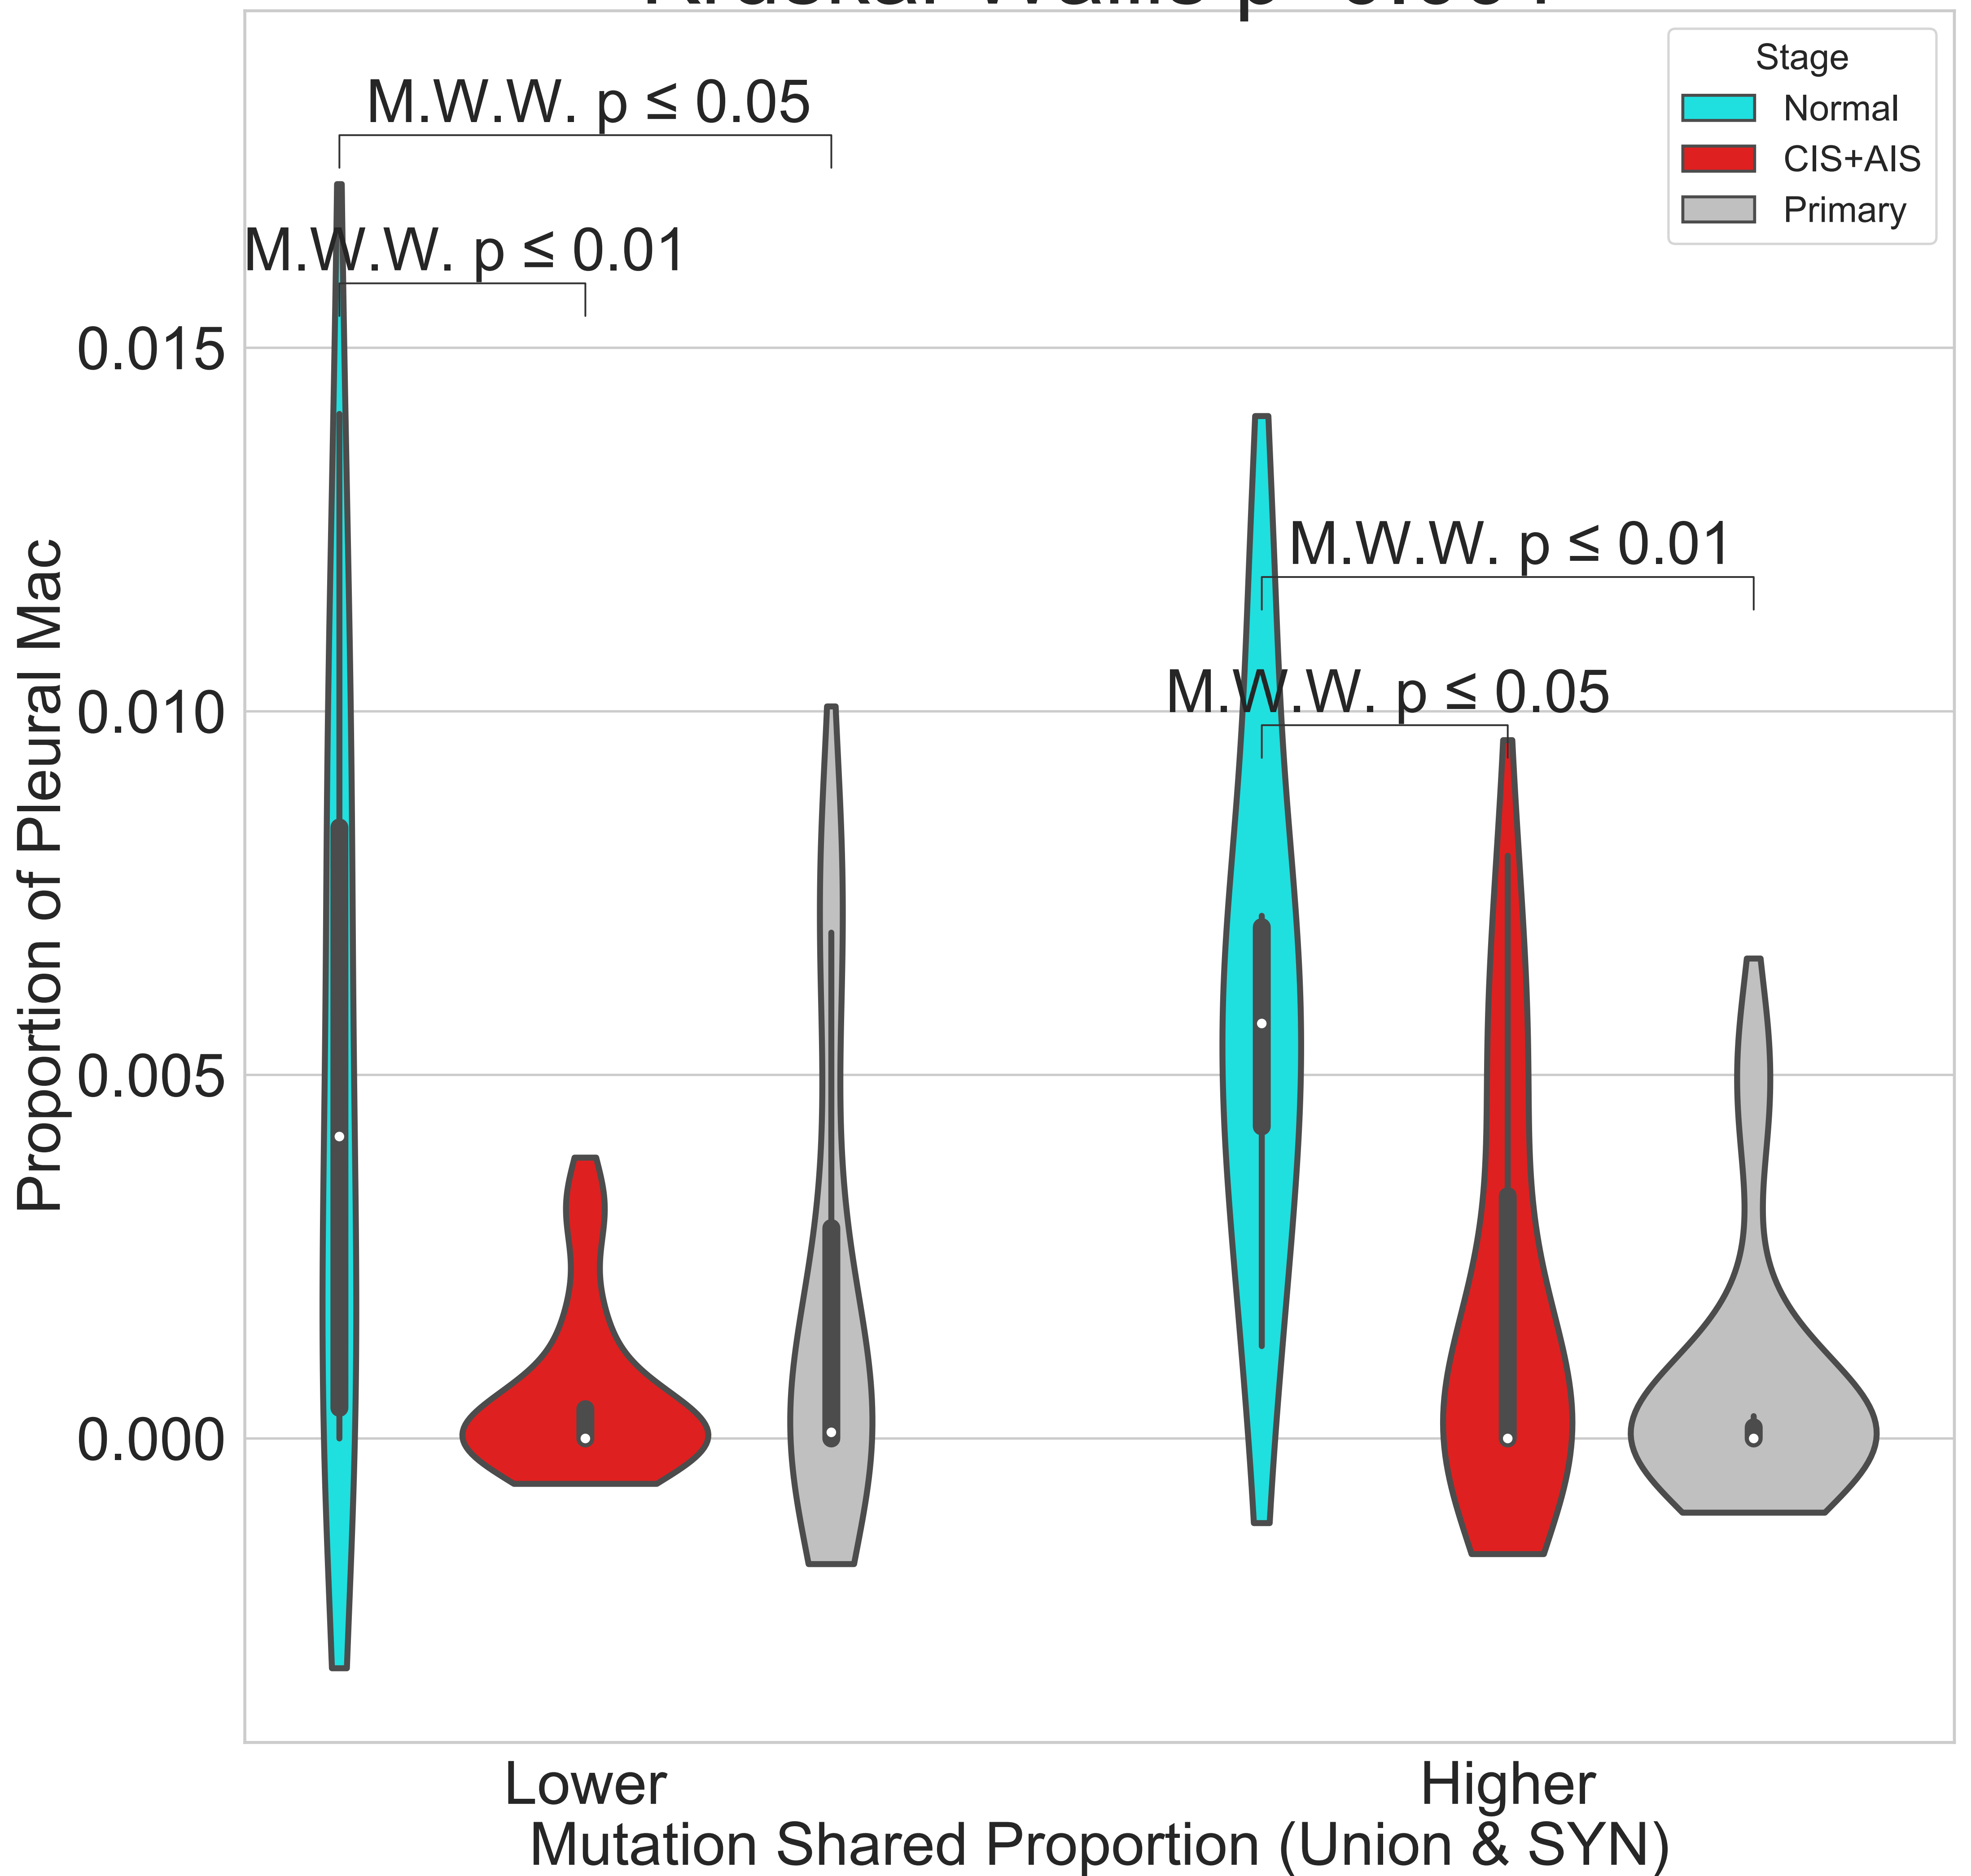 Stage
Normal
CIS+AIS
Primary
M.W.W. p ≤ 0.05
M.W.W. p ≤ 0.01
0.015
M.W.W. p ≤ 0.01
M.W.W. p ≤ 0.05
0.010
0.005
0.000
Proportion of Pleural Mac
Lower
Higher
Mutation Shared Proportion (Union & SYN)